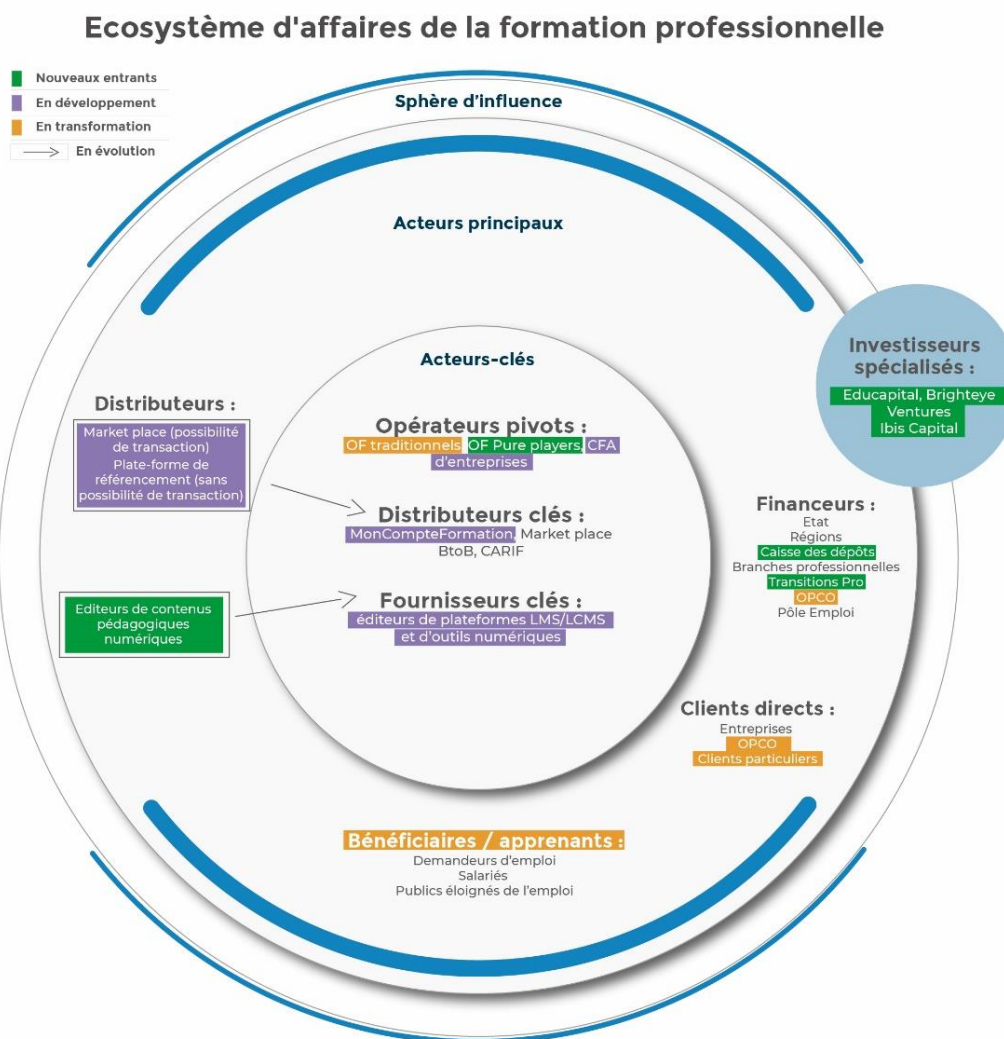 Ecosystème d'affaires de la formation professionnelle
Nouveaux entrants
En développement
En transformation
En évolution
Sphère d'influence
Acteurs principaux
Acteurs-clés
Investisseurs
spécialisés :
Educapital, Brighteye
Ventures
Ibis Capital
Distributeurs :
Market place (possibilité
de transaction)
Plate-forme de
référencement (sans
possibilité de transaction)
Opérateurs pivots :
OF traditionnels, OF Pure players, CFA
d'entreprises
Distributeurs clés :
MonCompteFormation, Market place
BtoB, CARIF
Fournisseurs clés :
éditeurs de plateformes LMS/LCMS
et d'outils numériques
Editeurs de contenus
pédagogiques
numériques
Financeurs :
Etat
Régions
Caisse des dépôts
Branches professionnelles
Transitions Pro
OPCO
Pôle Emploi
Clients directs :
Entreprises
OPCO
Clients particuliers
Bénéficiaires / apprenants :
Demandeurs d'emploi
Salariés
Publics éloignés de l'emploi